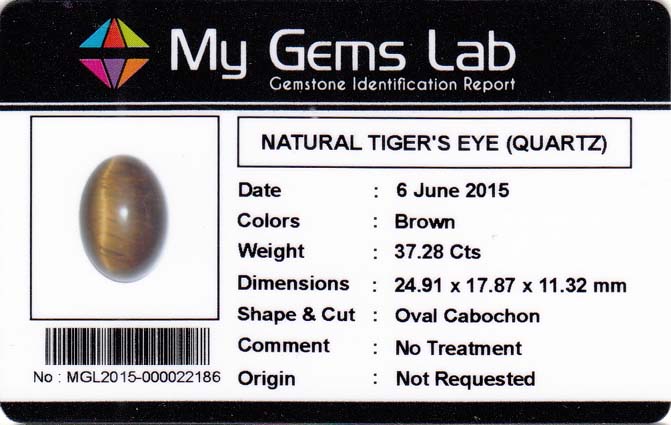 My Gems Lab
Gemstone Identification Report
NATURAL TIGER'S EYE (QUARTZ)
Date : 6 June 2015
Colors : Brown
Weight : 37.28 Cts
Dimensions : 24.91 x 17.87 x 11.32 mm
Shape & Cut : Oval Cabochon
Comment : No Treatment
Origin : Not Requested
No : MGL2015-000022186